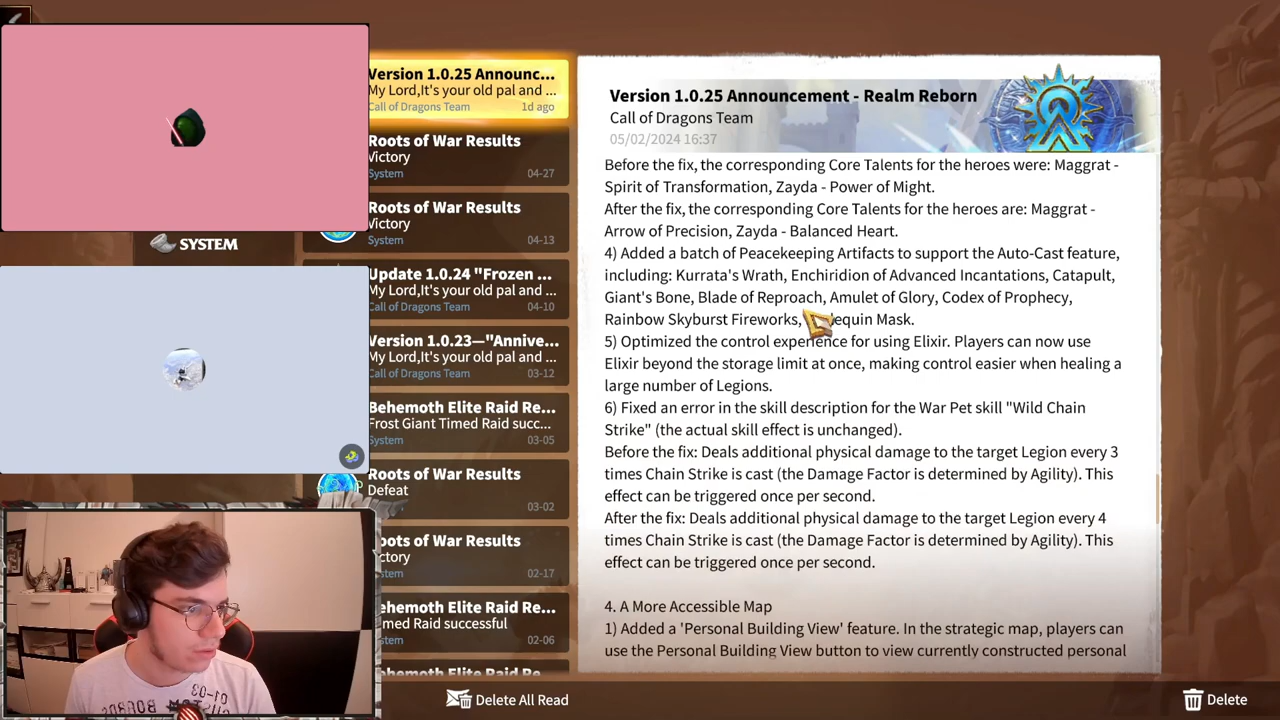 SYSTEM
Version 1.0.25 Announc...
My Lord,It's your old pal and ...
Call of Dragons Team
1d ago
Roots of War Results
Victory
System
04-27
Roots of War Results
Victory
System
04-13
Update 1.0.24 "Frozen ...
My Lord,It's your old pal and ...
Call of Dragons Team
04-10
Version 1.0.23—"Annive...
My Lord,It's your old pal and ...
Call of Dragons Team
03-12
Behemoth Elite Raid Re...
Frost Giant Timed Raid succ...
System
03-05
Roots of War Results
Defeat
03-02
oots of War Results
ctory
stem
02-17
ehemoth Elite Raid Re...
med Raid successful
stem
02-06
ehemoth Elite Raid Re...
Delete All Read
Version 1.0.25 Announcement - Realm Reborn
Call of Dragons Team
05/02/2024 16:37
Before the fix, the corresponding Core Talents for the heroes were: Maggrat -
Spirit of Transformation, Zayda - Power of Might.
After the fix, the corresponding Core Talents for the heroes are: Maggrat -
Arrow of Precision, Zayda - Balanced Heart.
4) Added a batch of Peacekeeping Artifacts to support the Auto-Cast feature,
including: Kurrata's Wrath, Enchiridion of Advanced Incantations, Catapult,
Giant's Bone, Blade of Reproach, Amulet of Glory, Codex of Prophecy,
Rainbow Skyburst Fireworks, lequin Mask.
5) Optimized the control experience for using Elixir. Players can now use
Elixir beyond the storage limit at once, making control easier when healing a
large number of Legions.
6) Fixed an error in the skill description for the War Pet skill "Wild Chain
Strike" (the actual skill effect is unchanged).
Before the fix: Deals additional physical damage to the target Legion every 3
times Chain Strike is cast (the Damage Factor is determined by Agility). This
effect can be triggered once per second.
After the fix: Deals additional physical damage to the target Legion every 4
times Chain Strike is cast (the Damage Factor is determined by Agility). This
effect can be triggered once per second.
4. A More Accessible Map
1) Added a 'Personal Building View' feature. In the strategic map, players can
use the Personal Building View button to view currently constructed personal
Delete